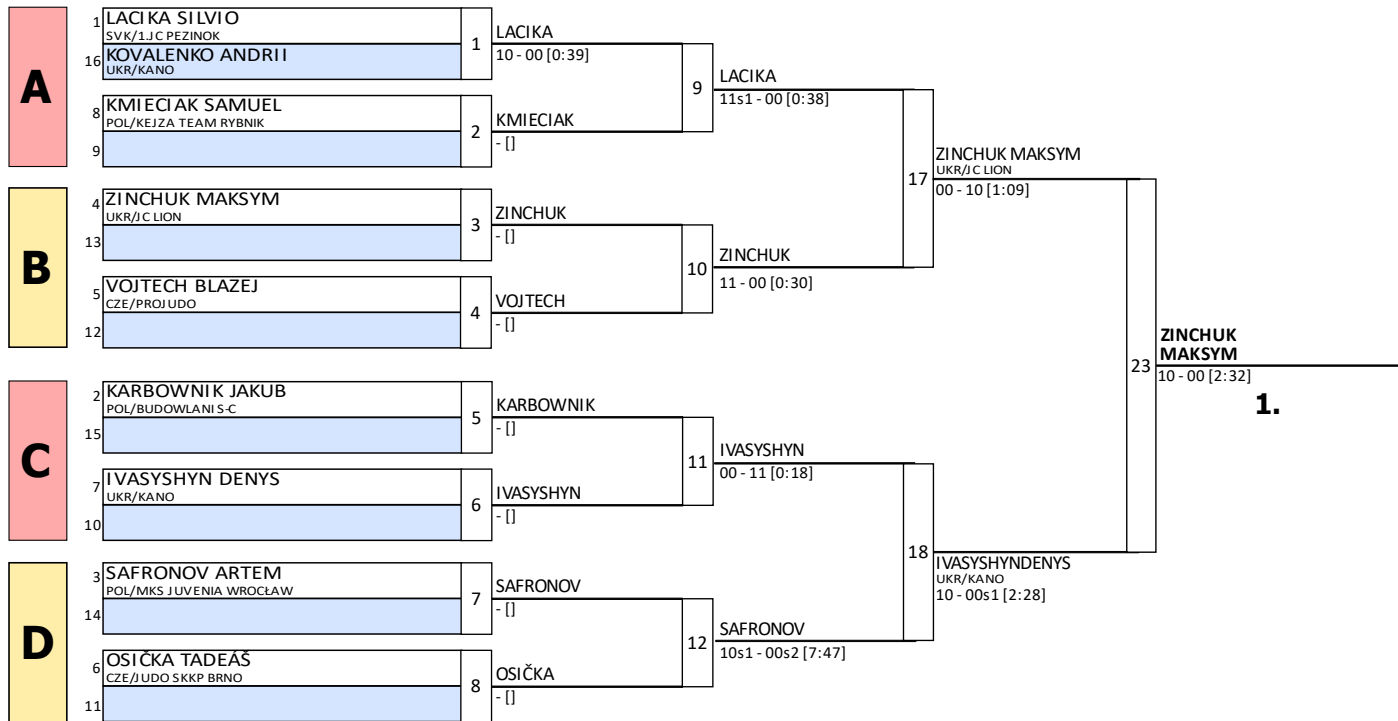 A
1 LACIKA SILVIO
SVK/1.JC PEZINOK
16 KOVALENKO ANDRII
UKR/KANO
1
LACIKA
10 - 00 [0:39]
8 KMIECIAK SAMUEL
POL/KEJZA TEAM RYBNIK
9
2
KMIECIAK
- []
9
LACIKA
11s1 - 00 [0:38]
B
4 ZINCHUK MAKSYM
UKR/JC LION
13
3
ZINCHUK
- []
5 VOJTECH BLAZEJ
CZE/PROJUDO
12
4
VOJTECH
- []
10
ZINCHUK
11 - 00 [0:30]
17
ZINCHUK MAKSYM
UKR/JC LION
00 - 10 [1:09]
C
2 KARBOWNIK JAKUB
POL/BUDOWLANI S-C
15
5
KARBOWNIK
- []
7 IVASYSHYN DENYS
UKR/KANO
10
6
IVASYSHYN
- []
11
IVASYSHYN
00 - 11 [0:18]
D
3 SAFRONOV ARTEM
POL/MKS JUVENIA WROCŁAW
14
7
SAFRONOV
- []
6 OSIČKA TADEÁŠ
CZE/JUDO SKKP BRNO
11
8
OSIČKA
- []
12
SAFRONOV
10s1 - 00s2 [7:47]
18
IVASYSHYNDENYS
UKR/KANO
10 - 00s1 [2:28]
23
ZINCHUK
MAKSYM
10 - 00 [2:32]
1.